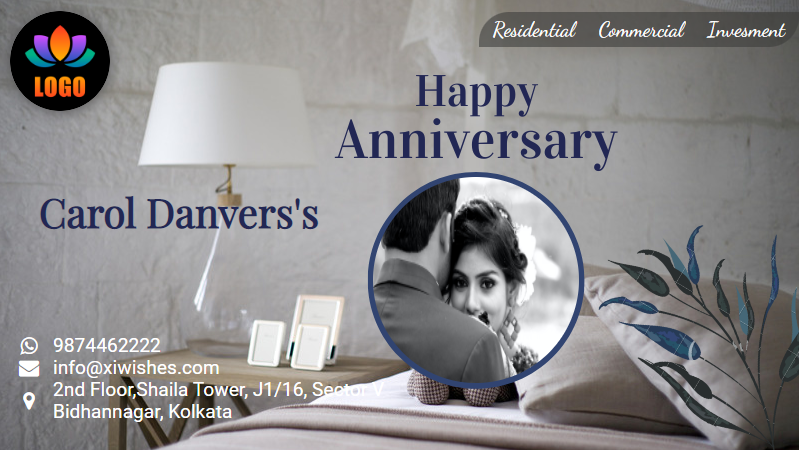 LOGO
Residential Commercial Invesment
Happy
Anniversary
Carol Danvers's
9874462222
info@xiwishes.com
2nd Floor,Shaila Tower, J1/16, Sector V
Bidhannagar, Kolkata